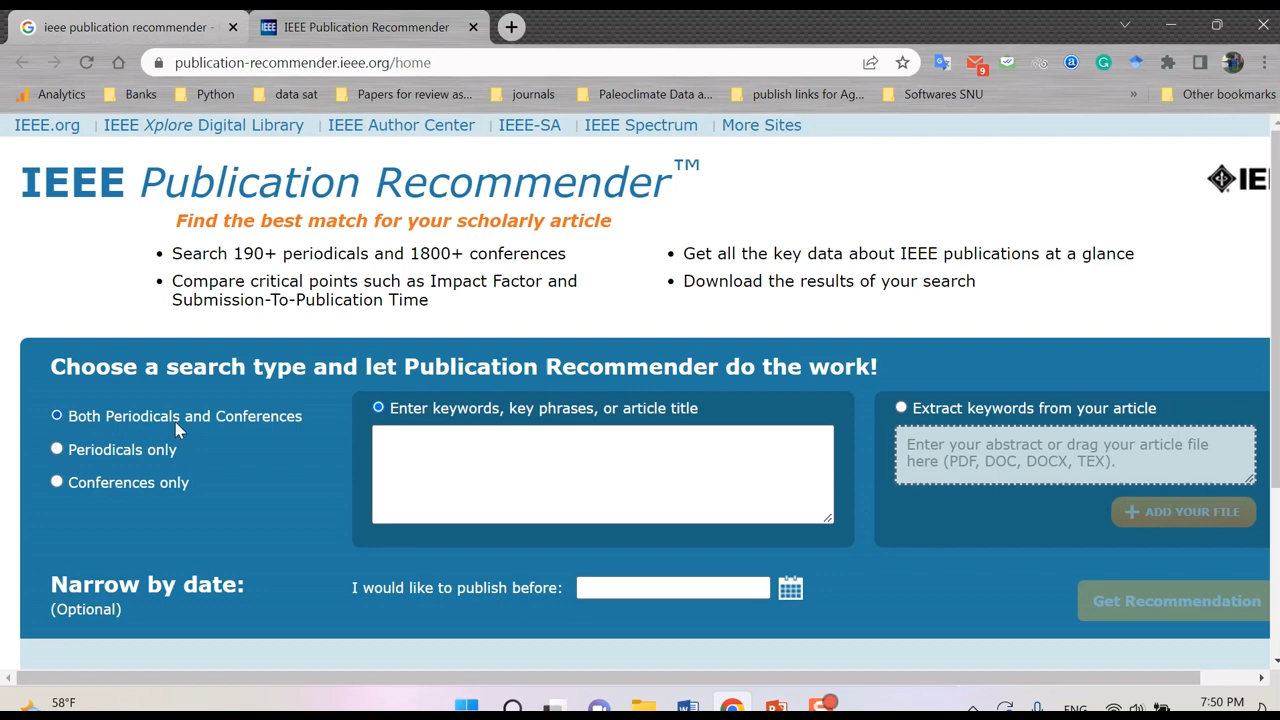 ieee publication recommender -
IEEE IEEE Publication Recommender
publication-recommender.ieee.org/home
9
Analytics Banks Python data sat Papers for review as... journals Paleoclimate Data a... publish links for Ag... Softwares SNU » Other bookmarks
IEEE.org | IEEE Xplore Digital Library | IEEE Author Center | IEEE-SA | IEEE Spectrum | More Sites
IEEE Publication Recommender™
IE
Find the best match for your scholarly article
• Search 190+ periodicals and 1800+ conferences
• Compare critical points such as Impact Factor and
Submission-To-Publication Time
• Get all the key data about IEEE publications at a glance
• Download the results of your search
Choose a search type and let Publication Recommender do the work!
Both Periodicals and Conferences
Periodicals only
Conferences only
Enter keywords, key phrases, or article title
Extract keywords from your article
Enter your abstract or drag your article file
here (PDF, DOC, DOCX, TEX).
+ ADD YOUR FILE
Narrow by date:
(Optional)
I would like to publish before:
Get Recommendation
58°F
ENG
7:50 PM